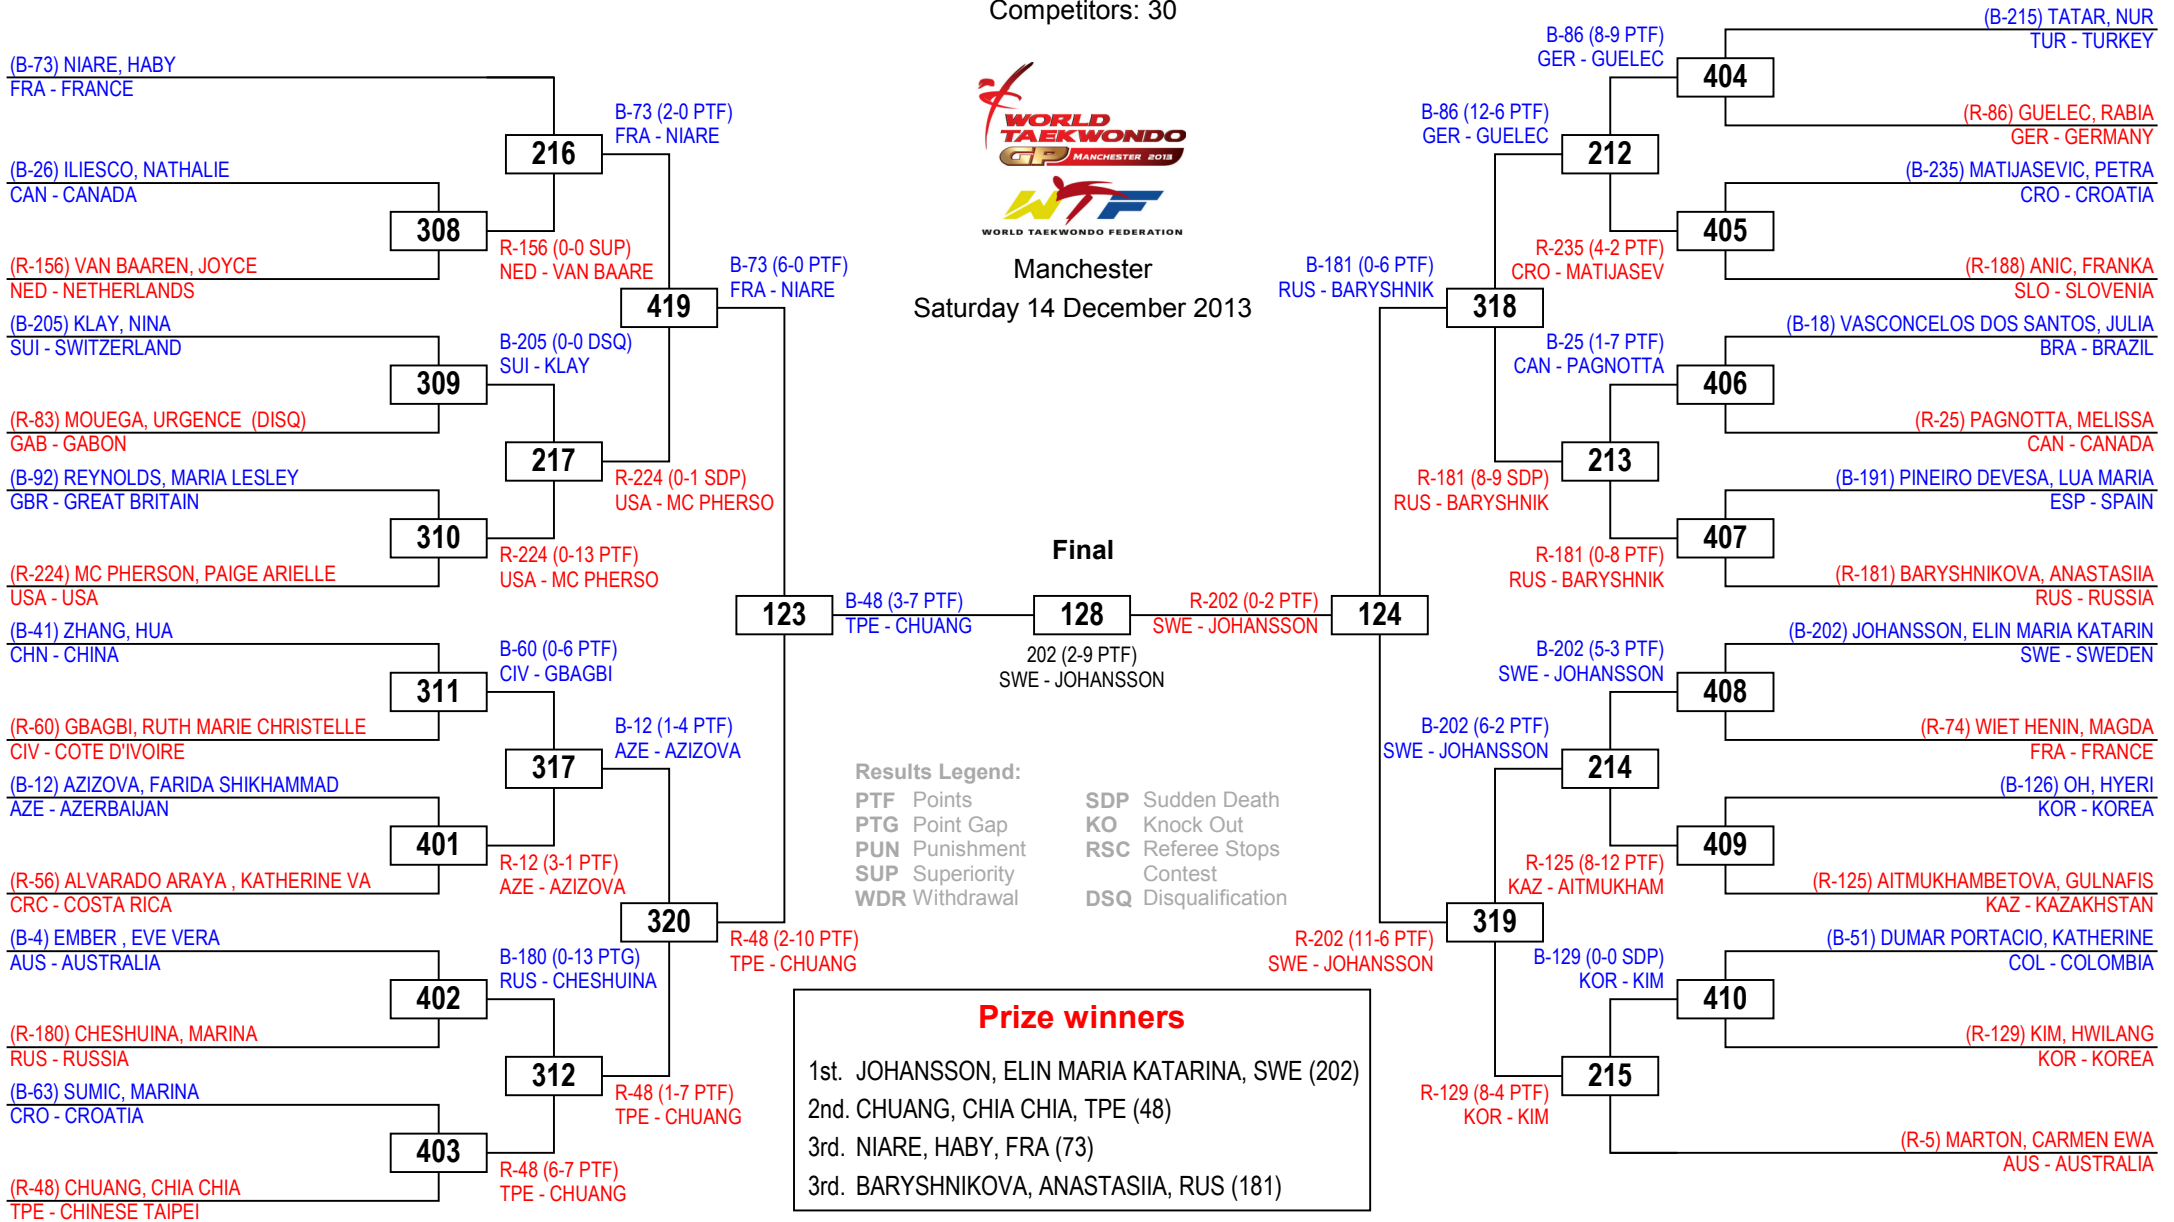 Competitors: 30
WORLD
TAEKWONDO
GP MANCHESTER 2013
WTF
WORLD TAEKWONDO FEDERATION
Manchester
Saturday 14 December 2013
(B-73) NIARE, HABY
FRA - FRANCE
(B-26) ILIESCO, NATHALIE
CAN - CANADA
(R-156) VAN BAAREN, JOYCE
NED - NETHERLANDS
(B-205) KLAY, NINA
SUI - SWITZERLAND
(R-83) MOUEGA, URGENCE (DISQ)
GAB - GABON
(B-92) REYNOLDS, MARIA LESLEY
GBR - GREAT BRITAIN
(R-224) MC PHERSON, PAIGE ARIELLE
USA - USA
(B-41) ZHANG, HUA
CHN - CHINA
(R-60) GBAGBI, RUTH MARIE CHRISTELLE
CIV - COTE D'IVOIRE
(B-12) AZIZOVA, FARIDA SHIKHAMMAD
AZE - AZERBAIJAN
(R-56) ALVARADO ARAYA , KATHERINE VA
CRC - COSTA RICA
(B-4) EMBER , EVE VERA
AUS - AUSTRALIA
(R-180) CHESHUINA, MARINA
RUS - RUSSIA
(B-63) SUMIC, MARINA
CRO - CROATIA
(R-48) CHUANG, CHIA CHIA
TPE - CHINESE TAIPEI
308
309
310
311
401
402
403
R-156 (0-0 SUP)
NED - VAN BAARE
B-205 (0-0 DSQ)
SUI - KLAY
R-224 (0-13 PTF)
USA - MC PHERSO
B-60 (0-6 PTF)
CIV - GBAGBI
R-12 (3-1 PTF)
AZE - AZIZOVA
B-180 (0-13 PTG)
RUS - CHESHUINA
R-48 (6-7 PTF)
TPE - CHUANG
216
217
317
312
B-73 (2-0 PTF)
FRA - NIARE
R-224 (0-1 SDP)
USA - MC PHERSO
B-12 (1-4 PTF)
AZE - AZIZOVA
R-48 (1-7 PTF)
TPE - CHUANG
419
320
B-73 (6-0 PTF)
FRA - NIARE
R-48 (2-10 PTF)
TPE - CHUANG
123
B-48 (3-7 PTF)
TPE - CHUANG
Final
128
202 (2-9 PTF)
SWE - JOHANSSON
R-202 (0-2 PTF)
SWE - JOHANSSON
124
B-181 (0-6 PTF)
RUS - BARYSHNIK
R-202 (11-6 PTF)
SWE - JOHANSSON
318
319
B-86 (12-6 PTF)
GER - GUELEC
R-181 (8-9 SDP)
RUS - BARYSHNIK
B-202 (6-2 PTF)
SWE - JOHANSSON
R-129 (8-4 PTF)
KOR - KIM
212
213
214
215
B-86 (8-9 PTF)
GER - GUELEC
R-235 (4-2 PTF)
CRO - MATIJASEV
B-25 (1-7 PTF)
CAN - PAGNOTTA
R-181 (0-8 PTF)
RUS - BARYSHNIK
B-202 (5-3 PTF)
SWE - JOHANSSON
R-125 (8-12 PTF)
KAZ - AITMUKHAM
B-129 (0-0 SDP)
KOR - KIM
404
405
406
407
408
409
410
(B-215) TATAR, NUR
TUR - TURKEY
(R-86) GUELEC, RABIA
GER - GERMANY
(B-235) MATIJASEVIC, PETRA
CRO - CROATIA
(R-188) ANIC, FRANKA
SLO - SLOVENIA
(B-18) VASCONCELOS DOS SANTOS, JULIA
BRA - BRAZIL
(R-25) PAGNOTTA, MELISSA
CAN - CANADA
(B-191) PINEIRO DEVESA, LUA MARIA
ESP - SPAIN
(R-181) BARYSHNIKOVA, ANASTASIIA
RUS - RUSSIA
(B-202) JOHANSSON, ELIN MARIA KATARIN
SWE - SWEDEN
(R-74) WIET HENIN, MAGDA
FRA - FRANCE
(B-126) OH, HYERI
KOR - KOREA
(R-125) AITMUKHAMBETOVA, GULNAFIS
KAZ - KAZAKHSTAN
(B-51) DUMAR PORTACIO, KATHERINE
COL - COLOMBIA
(R-129) KIM, HWILANG
KOR - KOREA
(R-5) MARTON, CARMEN EWA
AUS - AUSTRALIA
Results Legend:
PTF Points SDP Sudden Death
PTG Point Gap KO Knock Out
PUN Punishment RSC Referee Stops
SUP Superiority Contest
WDR Withdrawal DSQ Disqualification
Prize winners
1st. JOHANSSON, ELIN MARIA KATARINA, SWE (202)
2nd. CHUANG, CHIA CHIA, TPE (48)
3rd. NIARE, HABY, FRA (73)
3rd. BARYSHNIKOVA, ANASTASIIA, RUS (181)